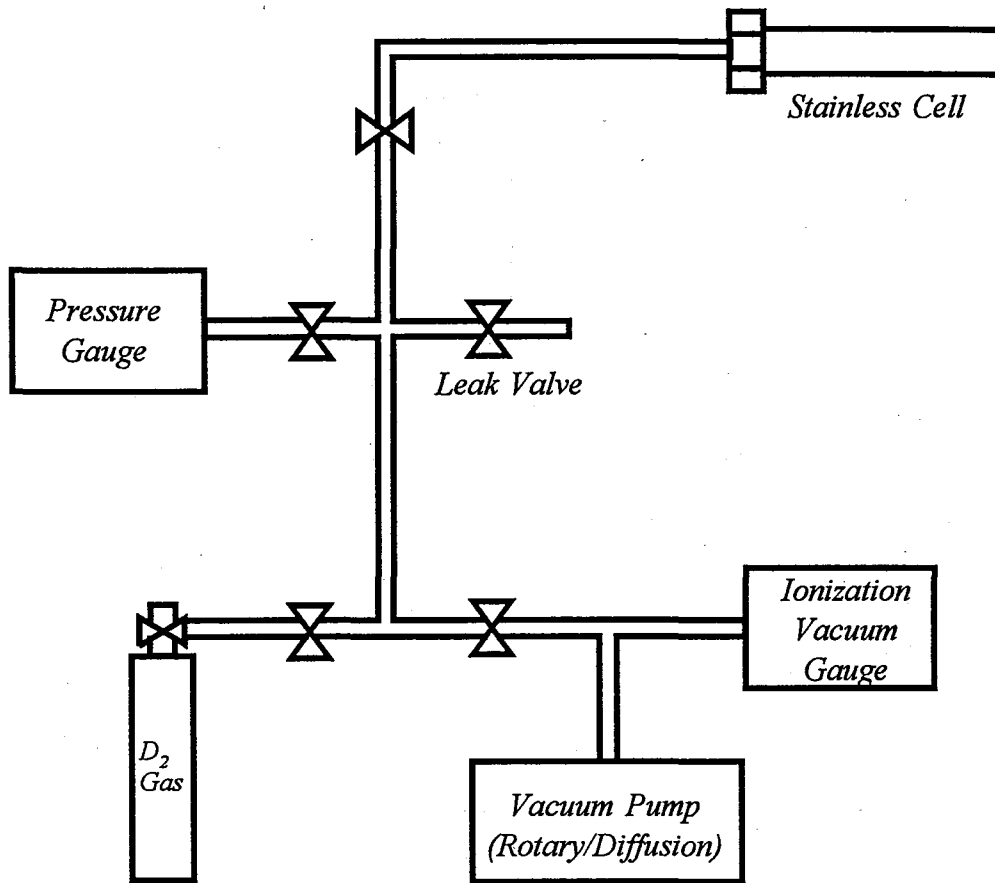 Stainless Cell
Pressure
Gauge
Leak Valve
Ionization
Vacuum
Gauge
D₂
Gas
Vacuum Pump
(Rotary/Diffusion)